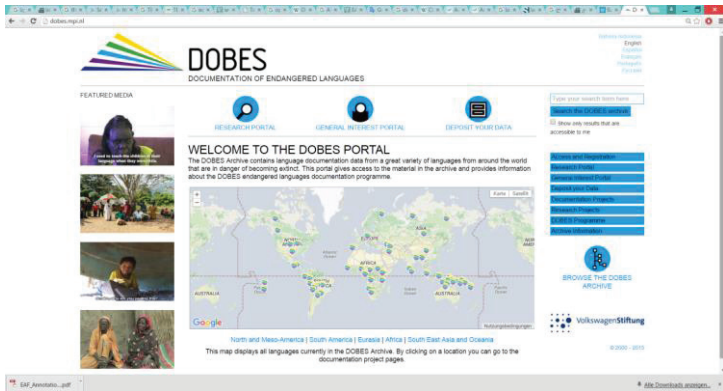 dobes.mpi.nl
DOBES
DOCUMENTATION OF ENDANGERED LANGUAGES
English
FEATURED MEDIA
RESEARCH PORTAL
GENERAL INTEREST PORTAL
DEPOSIT YOUR DATA
WELCOME TO THE DOBES PORTAL
The DOBES Archive contains language documentation data from a great variety of languages from around the world
that are in danger of becoming extinct. This portal gives access to the material in the archive and provides information
about the DOBES endangered languages documentation programme.
Karte Satellit
ASIA
EUROPE
AFRICA
AUSTRALIA
AUSTRALIA
Google
Nutzungsbedingungen
North and Meso-America | South America | Eurasia | Africa | South East Asia and Oceania
This map displays all languages currently in the DOBES Archive. By clicking on a location you can go to the
documentation project pages.
Type your search term here
Search the DOBES archive
Show only results that are
accessible to me
Access and Registration
Research Portal
General Interest Portal
Deposit your Data
Documentation Projects
Research Projects
DOBES Programme
Archive Information
BROWSE THE DOBES
ARCHIVE
VolkswagenStiftung
EAF_Annotatio....pdf
Alle Downloads anzeigen...